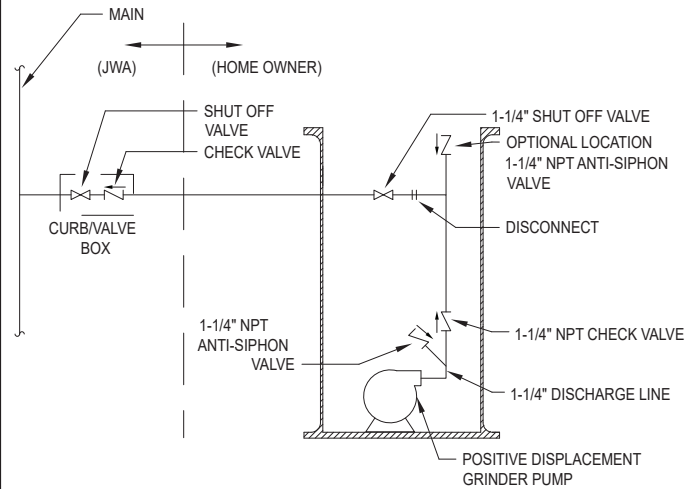 MAIN
(JWA)
(HOME OWNER)
SHUT OFF
VALVE
CHECK VALVE
CURB/VALVE
BOX
1-1/4" SHUT OFF VALVE
OPTIONAL LOCATION
1-1/4" NPT ANTI-SIPHON
VALVE
DISCONNECT
1-1/4" NPT
ANTI-SIPHON
VALVE
1-1/4" NPT CHECK VALVE
1-1/4" DISCHARGE LINE
POSITIVE DISPLACEMENT
GRINDER PUMP